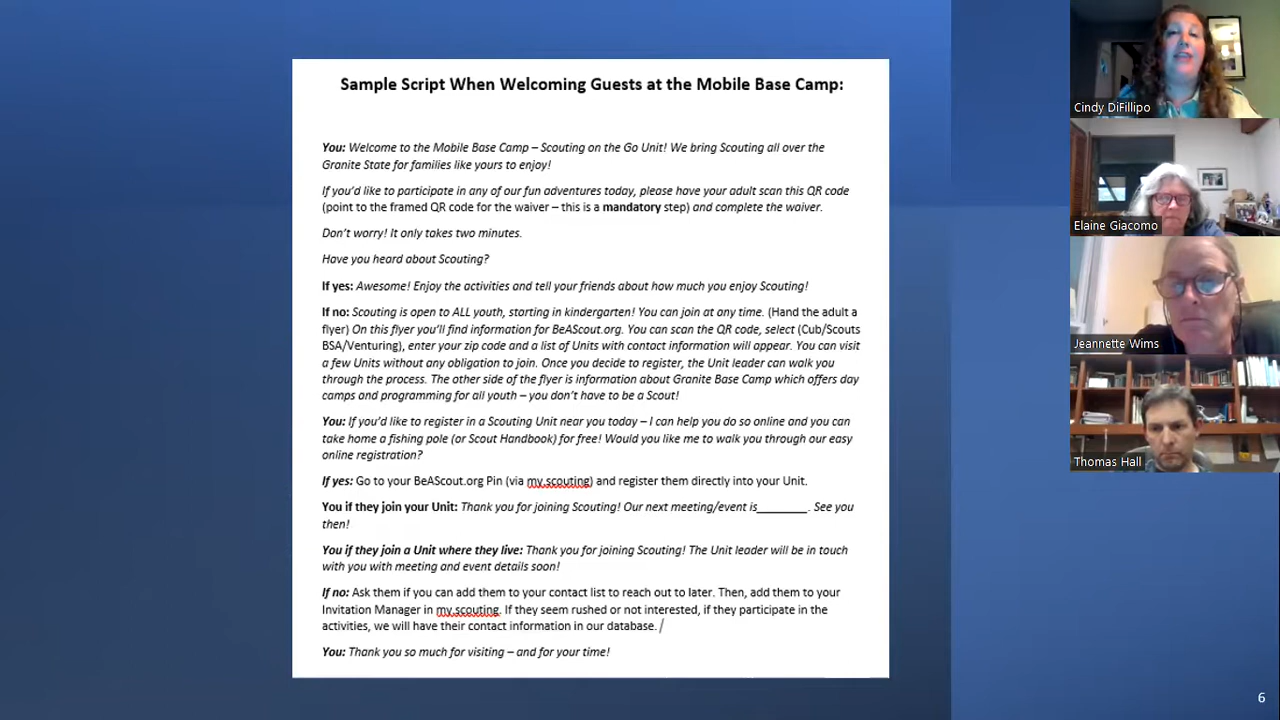 Sample Script When Welcoming Guests at the Mobile Base Camp:
You: Welcome to the Mobile Base Camp – Scouting on the Go Unit! We bring Scouting all over the
Granite State for families like yours to enjoy!
If you'd like to participate in any of our fun adventures today, please have your adult scan this QR code
(point to the framed QR code for the waiver – this is a mandatory step) and complete the waiver.
Don't worry! It only takes two minutes.
Have you heard about Scouting?
If yes: Awesome! Enjoy the activities and tell your friends about how much you enjoy Scouting!
If no: Scouting is open to ALL youth, starting in kindergarten! You can join at any time. (Hand the adult a
flyer) On this flyer you'll find information for BeAScout.org. You can scan the QR code, select (Cub/Scouts
BSA/Venturing), enter your zip code and a list of Units with contact information will appear. You can visit
a few Units without any obligation to join. Once you decide to register, the Unit leader can walk you
through the process. The other side of the flyer is information about Granite Base Camp which offers day
camps and programming for all youth – you don't have to be a Scout!
You: If you'd like to register in a Scouting Unit near you today – I can help you do so online and you can
take home a fishing pole (or Scout Handbook) for free! Would you like me to walk you through our easy
online registration?
If yes: Go to your BeAScout.org Pin (via my.scouting) and register them directly into your Unit.
You if they join your Unit: Thank you for joining Scouting! Our next meeting/event is________. See you
then!
You if they join a Unit where they live: Thank you for joining Scouting! The Unit leader will be in touch
with you with meeting and event details soon!
If no: Ask them if you can add them to your contact list to reach out to later. Then, add them to your
Invitation Manager in my.scouting. If they seem rushed or not interested, if they participate in the
activities, we will have their contact information in our database. /
You: Thank you so much for visiting – and for your time!
Cindy DiFillipo
Elaine Giacomo
Jeannette Wims
Thomas Hall
6